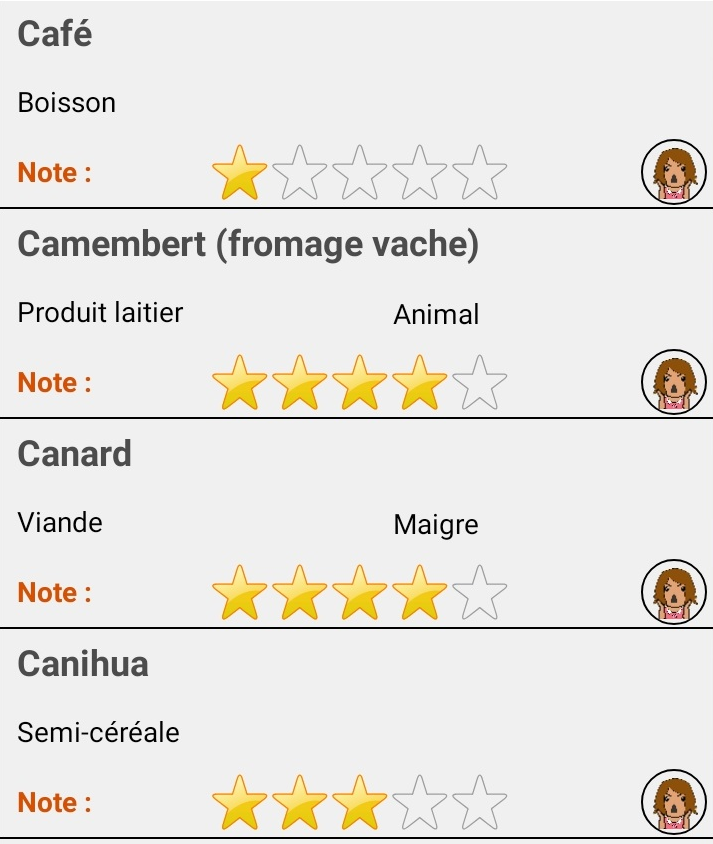 Café
Boisson
Note :
Camembert (fromage vache)
Produit laitier Animal
Note :
Canard
Viande Maigre
Note :
Canihua
Semi-céréale
Note :